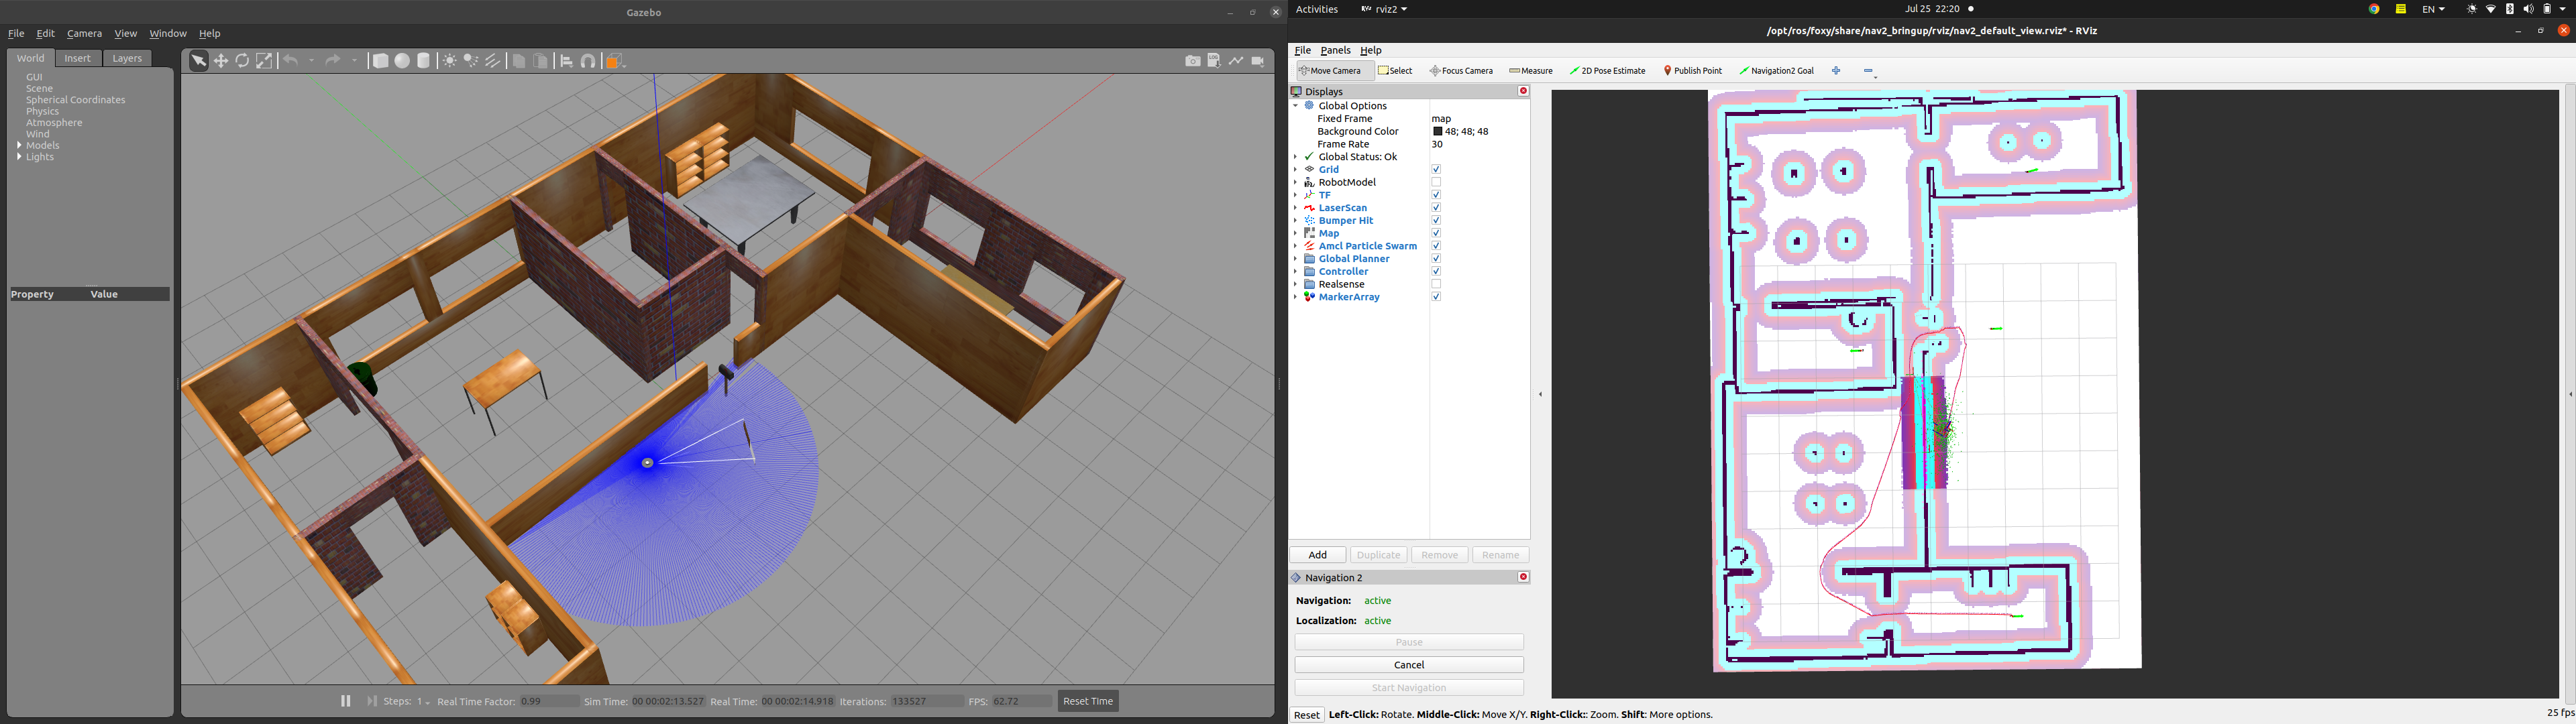 Gazebo
File Edit Camera View Window Help
World Insert Layers
GUI
Scene
Spherical Coordinates
Physics
Atmosphere
Wind
Models
Lights
Property Value
Steps: 1 Real Time Factor: 0.99 Sim Time: 00 00:02:13.527 Real Time: 00 00:02:14.918 Iterations: 133527 FPS: 62.72 Reset Time
Activities rviz2 Jul 25 22:20 EN
/opt/ros/foxy/share/nav2_bringup/rviz/nav2_default_view.rviz* - RViz
File Panels Help
Move Camera Select Focus Camera Measure 2D Pose Estimate Publish Point Navigation2 Goal
Displays
Global Options
Fixed Frame map
Background Color 48; 48; 48
Frame Rate 30
Global Status: Ok
Grid
RobotModel
TF
LaserScan
Bumper Hit
Map
Amcl Particle Swarm
Global Planner
Controller
Realsense
MarkerArray
Add Duplicate Remove Rename
Navigation 2
Navigation: active
Localization: active
Pause
Cancel
Start Navigation
Reset Left-Click: Rotate. Middle-Click: Move X/Y. Right-Click:: Zoom. Shift: More options. 25 fps